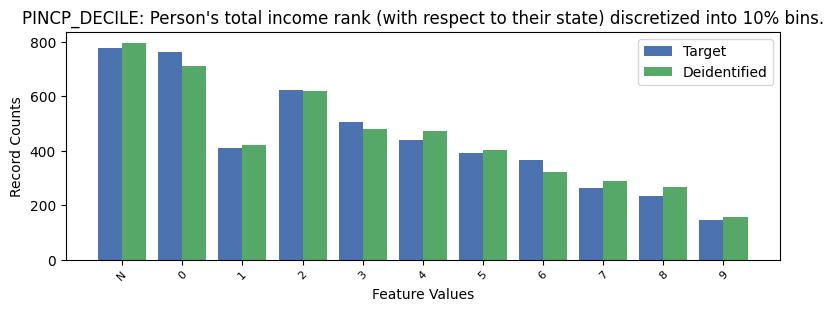 PINCP_DECILE: Person's total income rank (with respect to their state) discretized into 10% bins.
Target
Deidentified
Record Counts
800
600
400
200
0
N 0 1 2 3 4 5 6 7 8 9
Feature Values